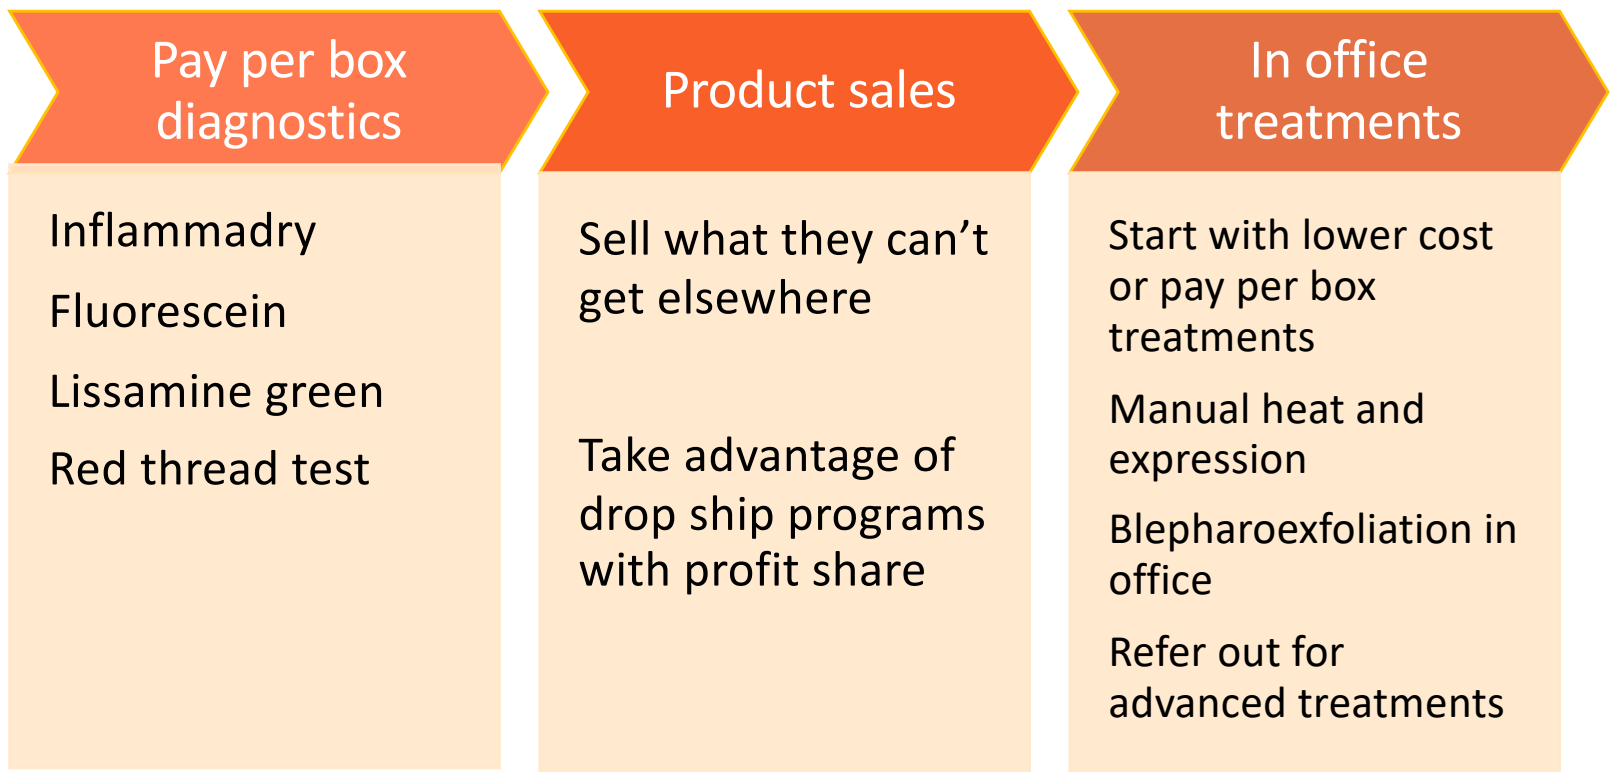 Pay per box
diagnostics
Inflammadry
Fluorescein
Lissamine green
Red thread test
Product sales
Sell what they can’t
get elsewhere
Take advantage of
drop ship programs
with profit share
In office
treatments
Start with lower cost
or pay per box
treatments
Manual heat and
expression
Blepharoexfoliation in
office
Refer out for
advanced treatments